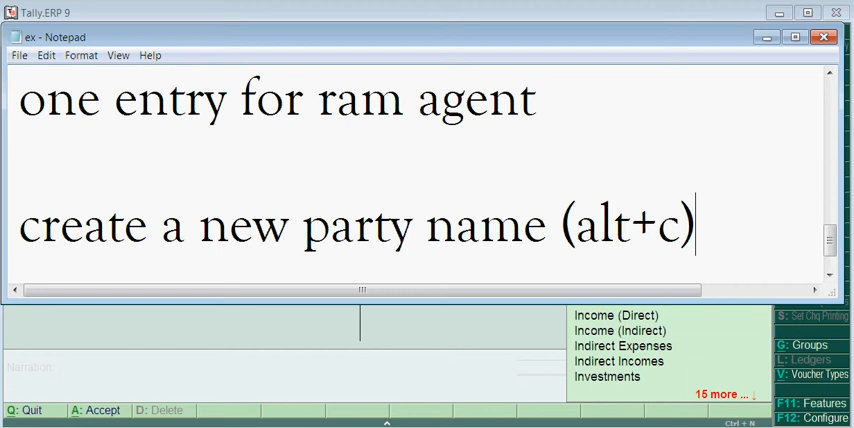 Tally.ERP 9
ex - Notepad
File Edit Format View Help
one entry for ram agent
create a new party name (alt+c)
Income (Direct)
Income (Indirect)
Indirect Expenses
Indirect Incomes
Investments
15 more ... ↓
Narration:
S: Set Chq Printing
G: Groups
L: Ledgers
V: Voucher Types
F11: Features
F12: Configure
Q: Quit A: Accept D: Delete
Ctrl + N